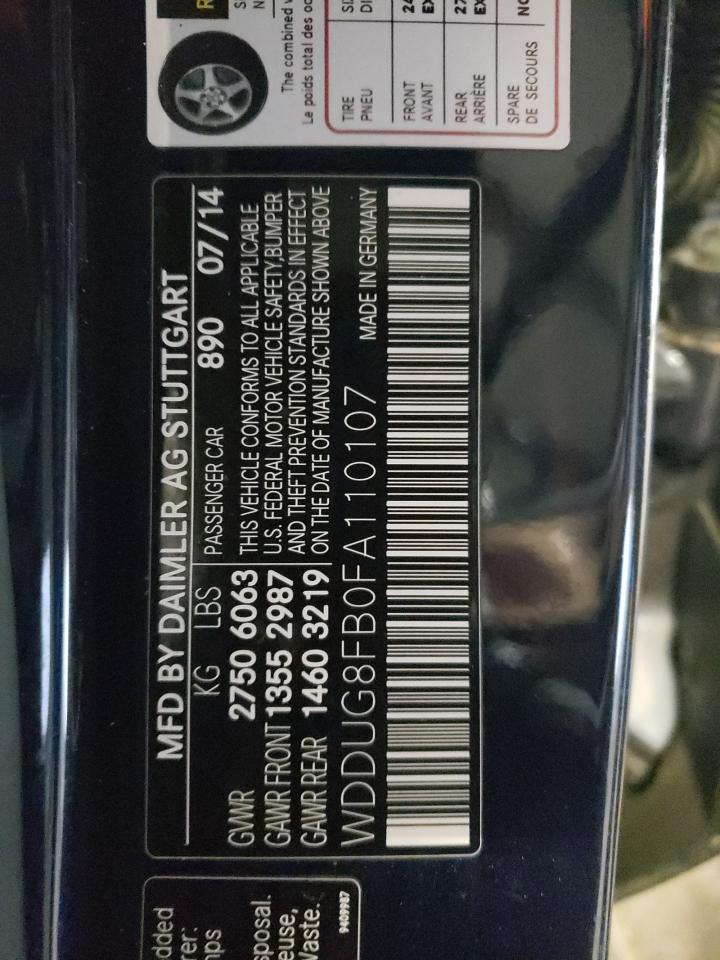 MFD BY DAIMLER AG STUTTGART
KG LBS
GVWR 2750 6063
GAWR FRONT 1355 2987
GAWR REAR 1460 3219
PASSENGER CAR 890 07/14
THIS VEHICLE CONFORMS TO ALL APPLICABLE
U.S. FEDERAL MOTOR VEHICLE SAFETY,BUMPER
AND THEFT PREVENTION STANDARDS IN EFFECT
ON THE DATE OF MANUFACTURE SHOWN ABOVE
WDDUG8FB0FA110107 MADE IN GERMANY
The combined
Le poids total des
TIRE
PNEU
FRONT
AVANT
REAR
ARRIÈRE
SPARE
DE SECOURS
9409987